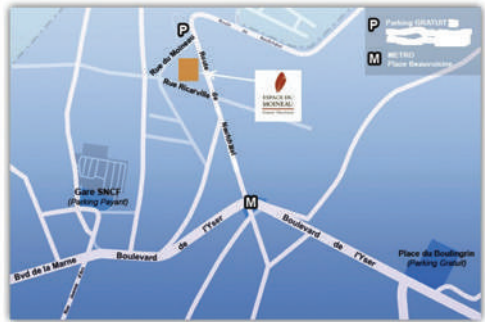 P
Parking GRATUIT
M
METRO
Place Beauvoisine
P
Rue du Moineau
Route de Neufchâtel
Rue Ricarville
ESPACE DU
MOINEAU
Gare SNCF
(Parking Payant)
M
Bvd de la Marne
Boulevard de l'Yser
Boulevard de l'Yser
Place du Boulingrin
(Parking Gratuit)